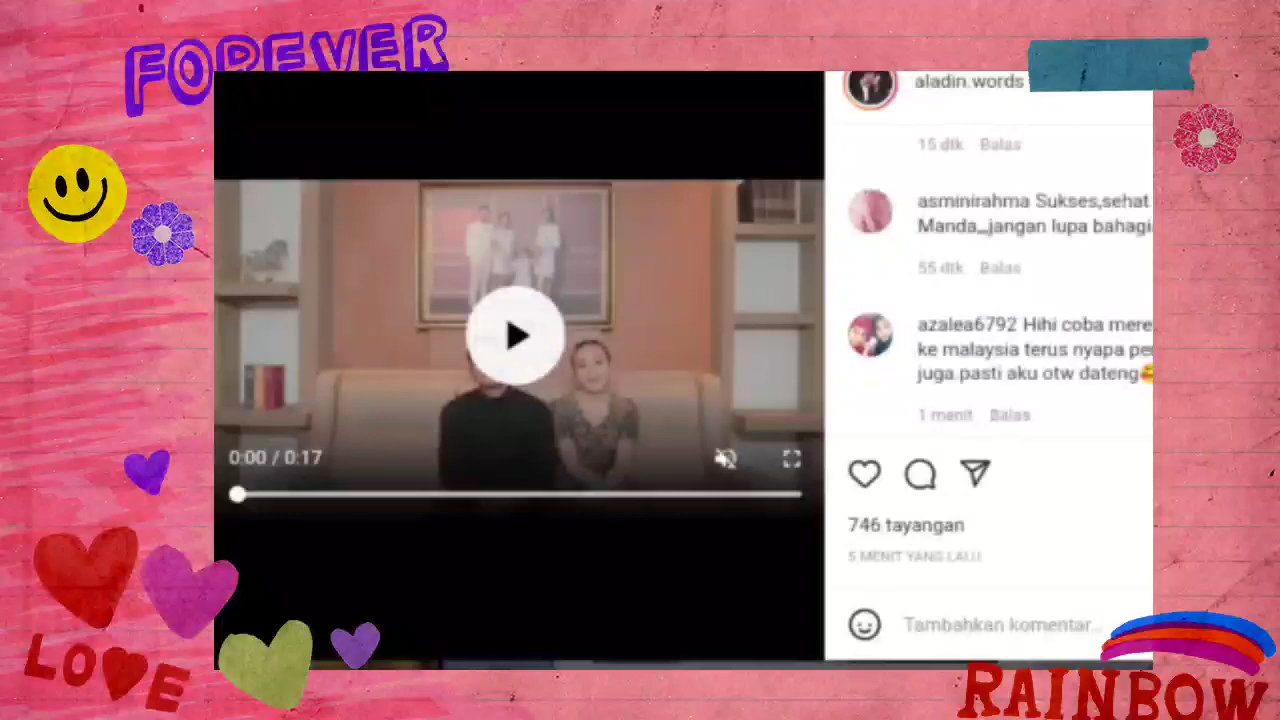 FOREVER
aladin.words
15 dtk Balas
asminirahma Sukses,sehat
Manda,,jangan lupa bahagi
55 dtk Balas
azalea6792 Hihi coba mere
ke malaysia terus nyapa pe
juga.pasti aku otw dateng
1 menit Balas
0:00 / 0:17
746 tayangan
5 MENIT YANG LALU
Tambahkan komentar...
LOVE
RAINBOW